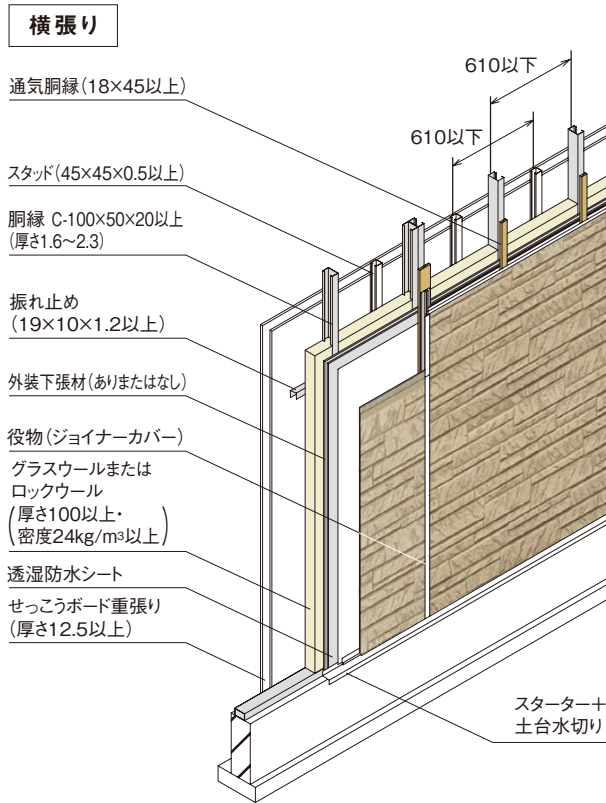 横張り
610以下
通気胴縁(18×45以上)
610以下
スタッド(45×45×0.5以上)
胴縁 C-100×50×20以上
(厚さ1.6~2.3)
振れ止め
(19×10×1.2以上)
外装下張材(ありまたはなし)
役物(ジョイナーカバー)
グラスウールまたは
ロックウール
(厚さ100以上・
密度24kg/m³以上)
透湿防水シート
せっこうボード重張り
(厚さ12.5以上)
スターター+
土台水切り